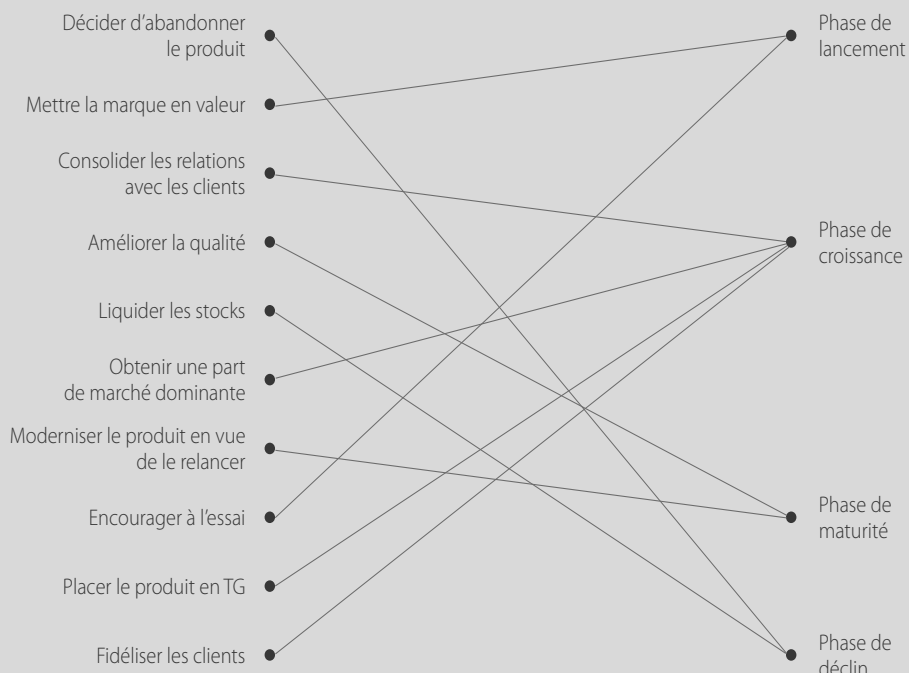 Décider d’abandonner
le produit
Mettre la marque en valeur
Consolider les relations
avec les clients
Améliorer la qualité
Liquider les stocks
Obtenir une part
de marché dominante
Moderniser le produit en vue
de le relancer
Encourager à l’essai
Placer le produit en TG
Fidéliser les clients
Phase de
lancement
Phase de
croissance
Phase de
maturité
Phase de
déclin